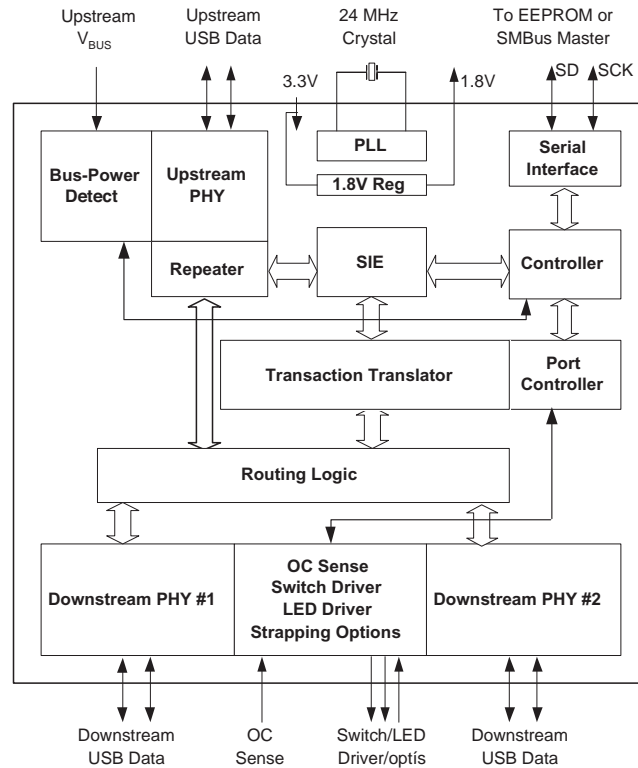 Upstream
VBUS
Upstream
USB Data
24 MHz
Crystal
To EEPROM or
SMBus Master
3.3V
1.8V
SD
SCK
Bus-Power
Detect
Upstream
PHY
PLL
1.8V Reg
Serial
Interface
Repeater
SIE
Controller
Transaction Translator
Port
Controller
Routing Logic
Downstream PHY #1
OC Sense
Switch Driver
LED Driver
Strapping Options
Downstream PHY #2
Downstream
USB Data
OC
Sense
Switch/LED
Driver/optís
Downstream
USB Data